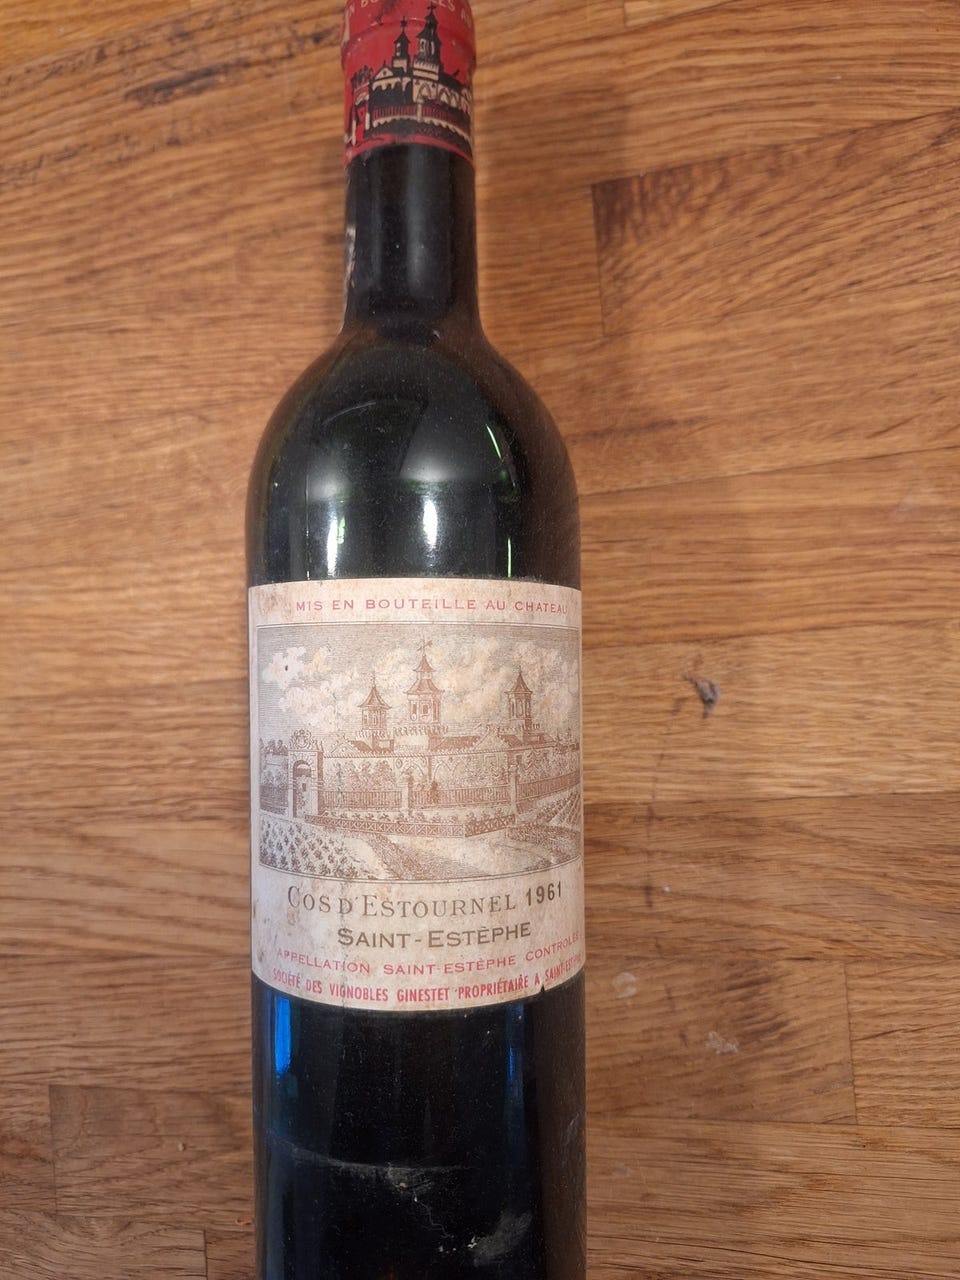 MIS EN BOUTEILLE AU CHATEAU
COS D'ESTOURNEL 1961
SAINT-ESTÈPHE
APPELLATION SAINT-ESTÈPHE CONTROLÉE
SOCIÉTÉ DES VIGNOBLES GINESTET PROPRIÉTAIRE A SAINT-ESTÈPHE